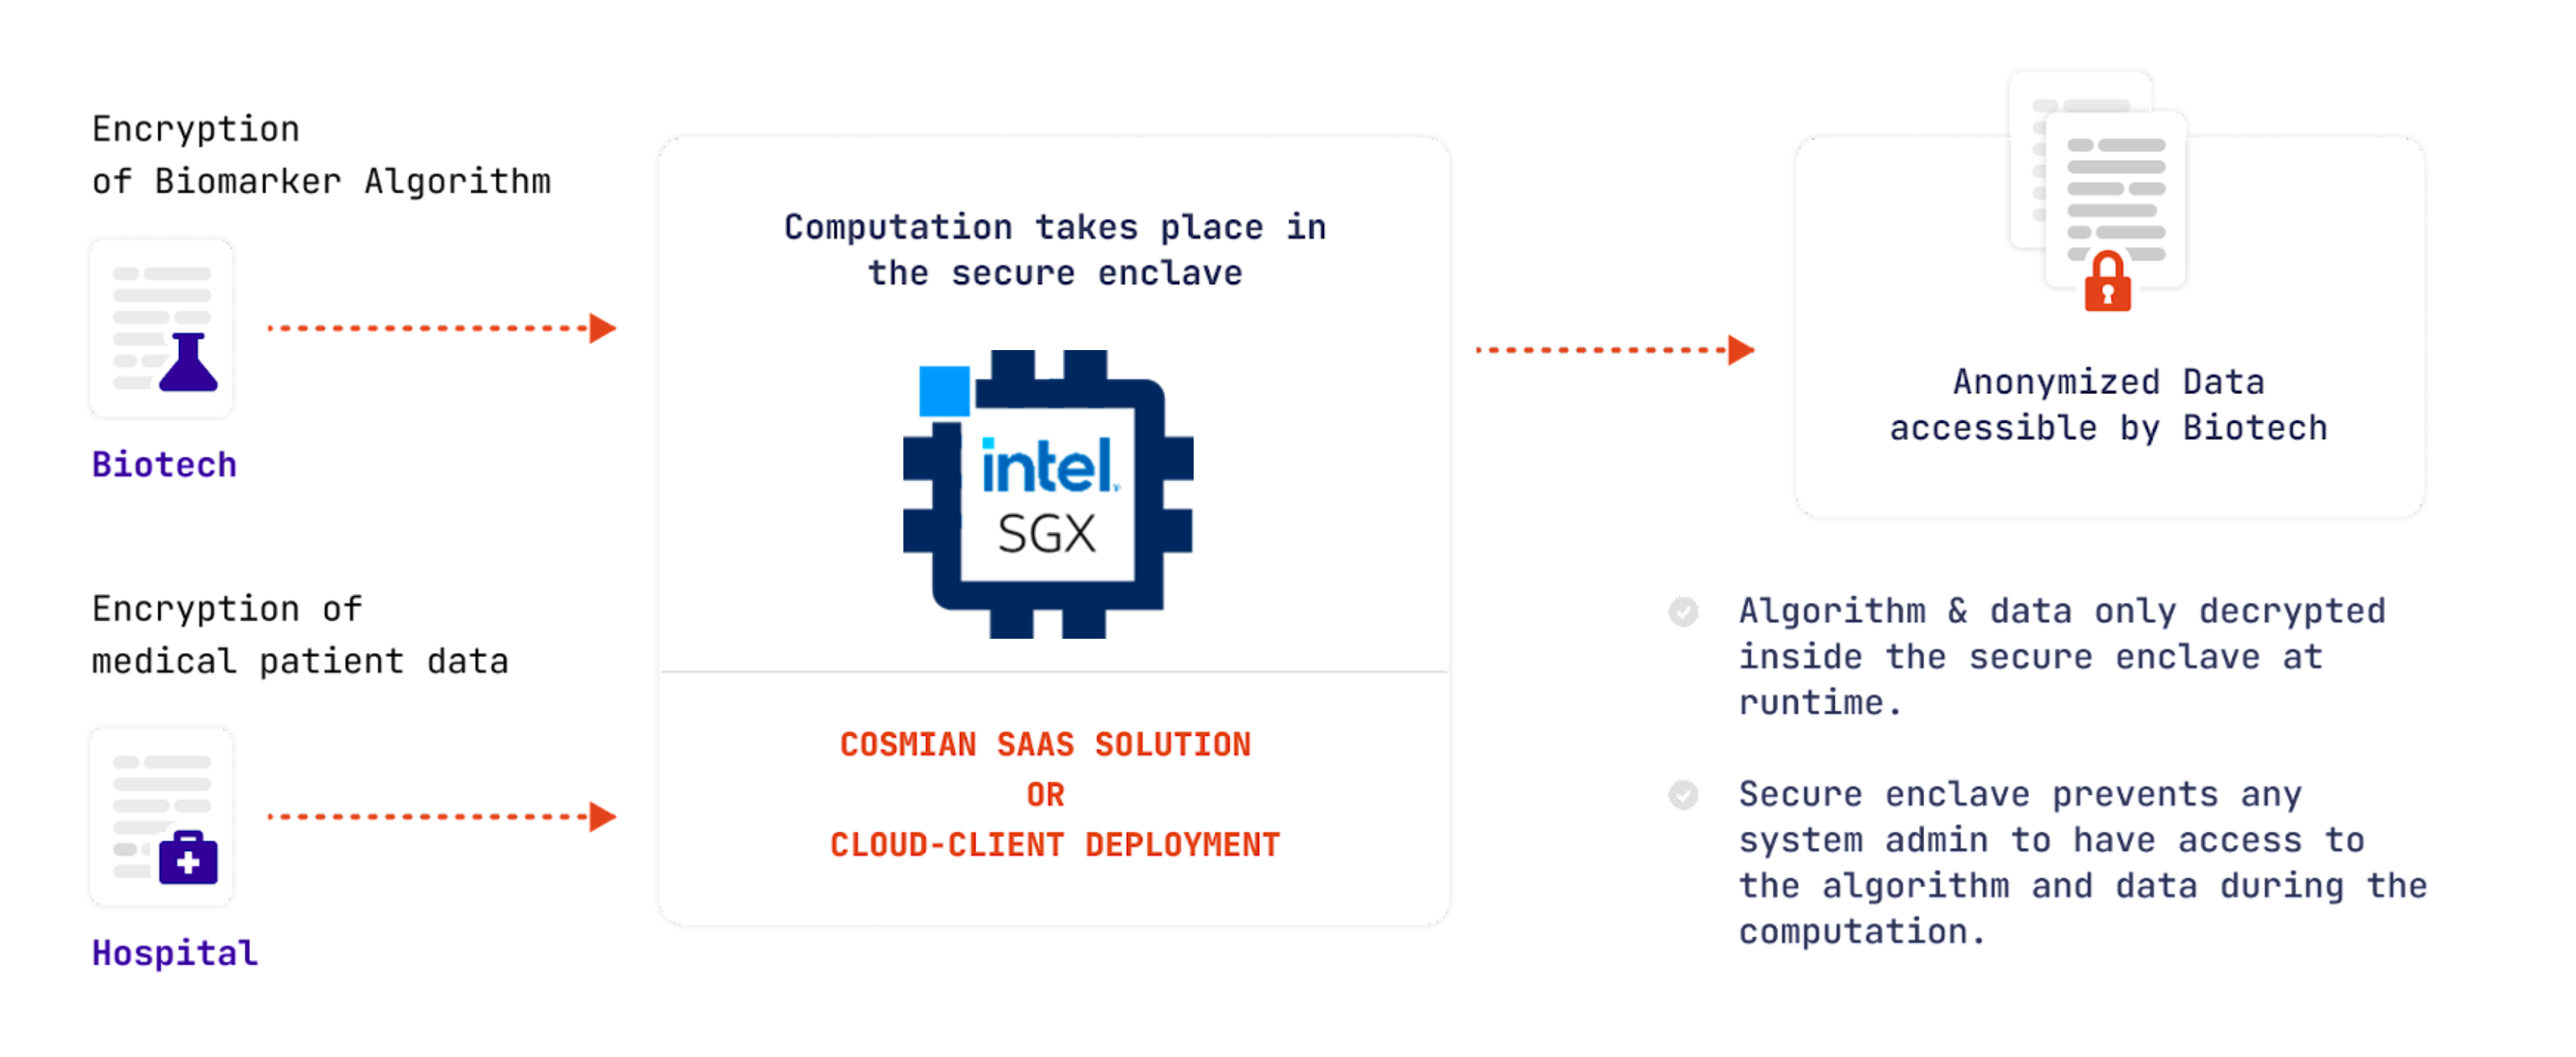 Encryption
of Biomarker Algorithm
Biotech
Encryption of
medical patient data
Hospital
Computation takes place in
the secure enclave
intel
SGX
COSMIAN SAAS SOLUTION
OR
CLOUD-CLIENT DEPLOYMENT
Anonymized Data
accessible by Biotech
Algorithm & data only decrypted
inside the secure enclave at
runtime.
Secure enclave prevents any
system admin to have access to
the algorithm and data during the
computation.